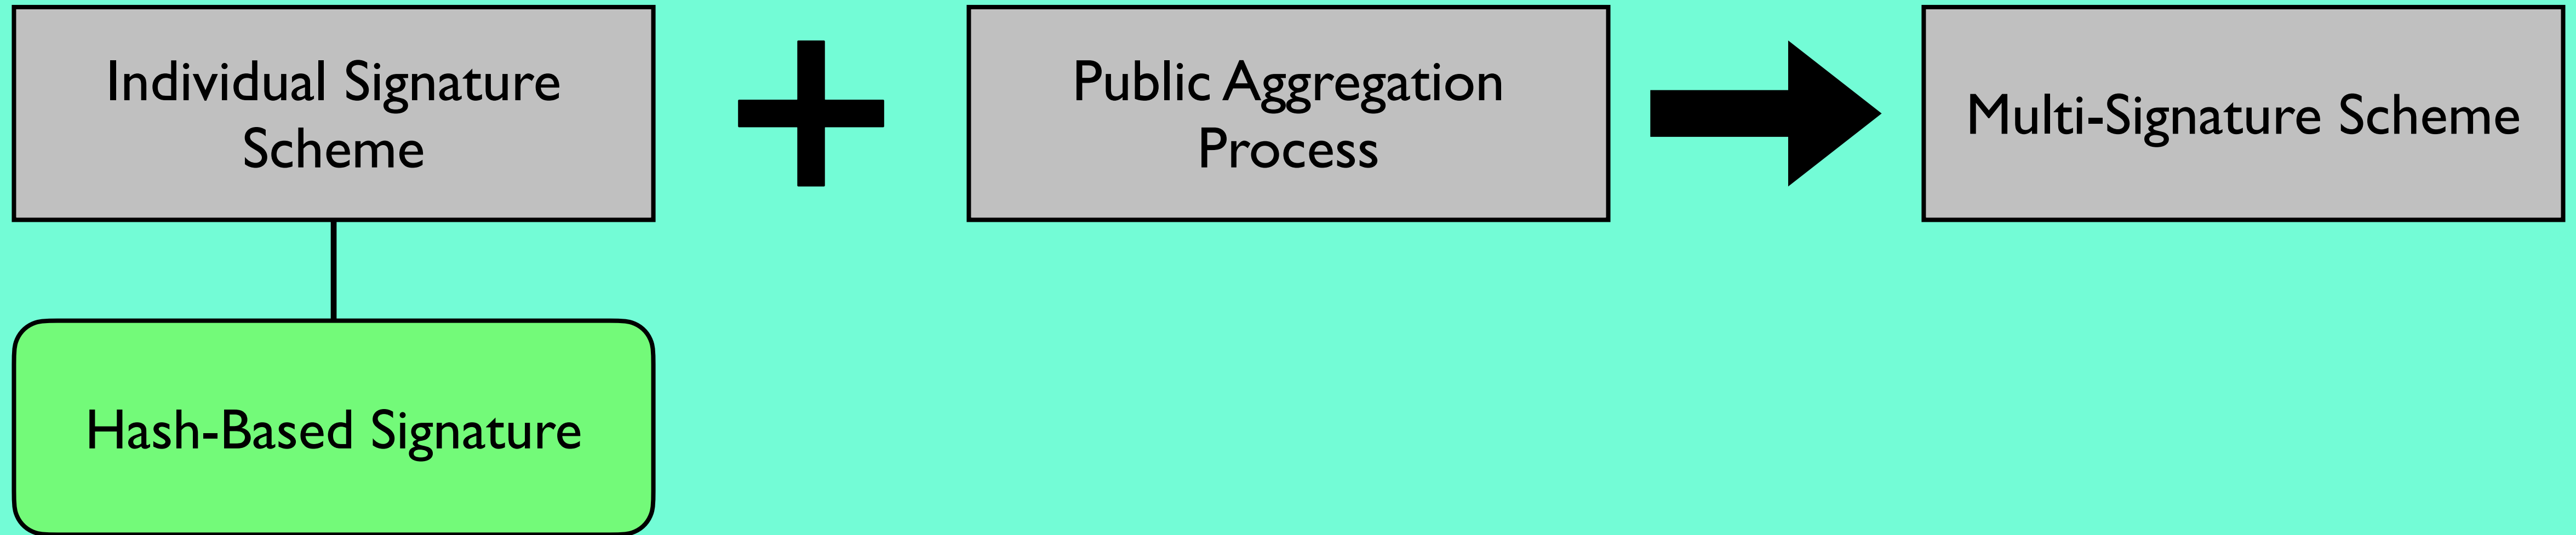 Individual Signature
Scheme
Public Aggregation
Process
Multi-Signature Scheme
Hash-Based Signature